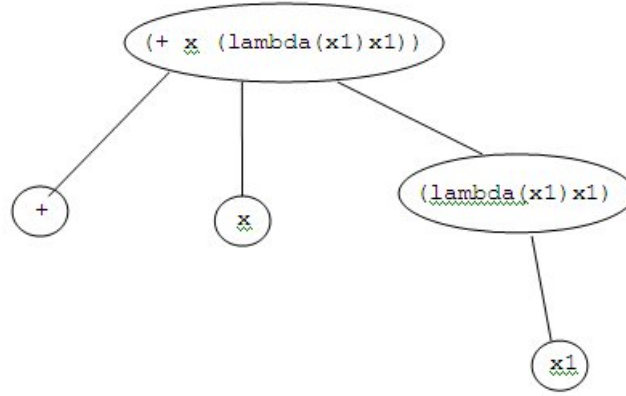 (+ x (lambda(x1)x1))
+
x
(lambda(x1)x1)
x1